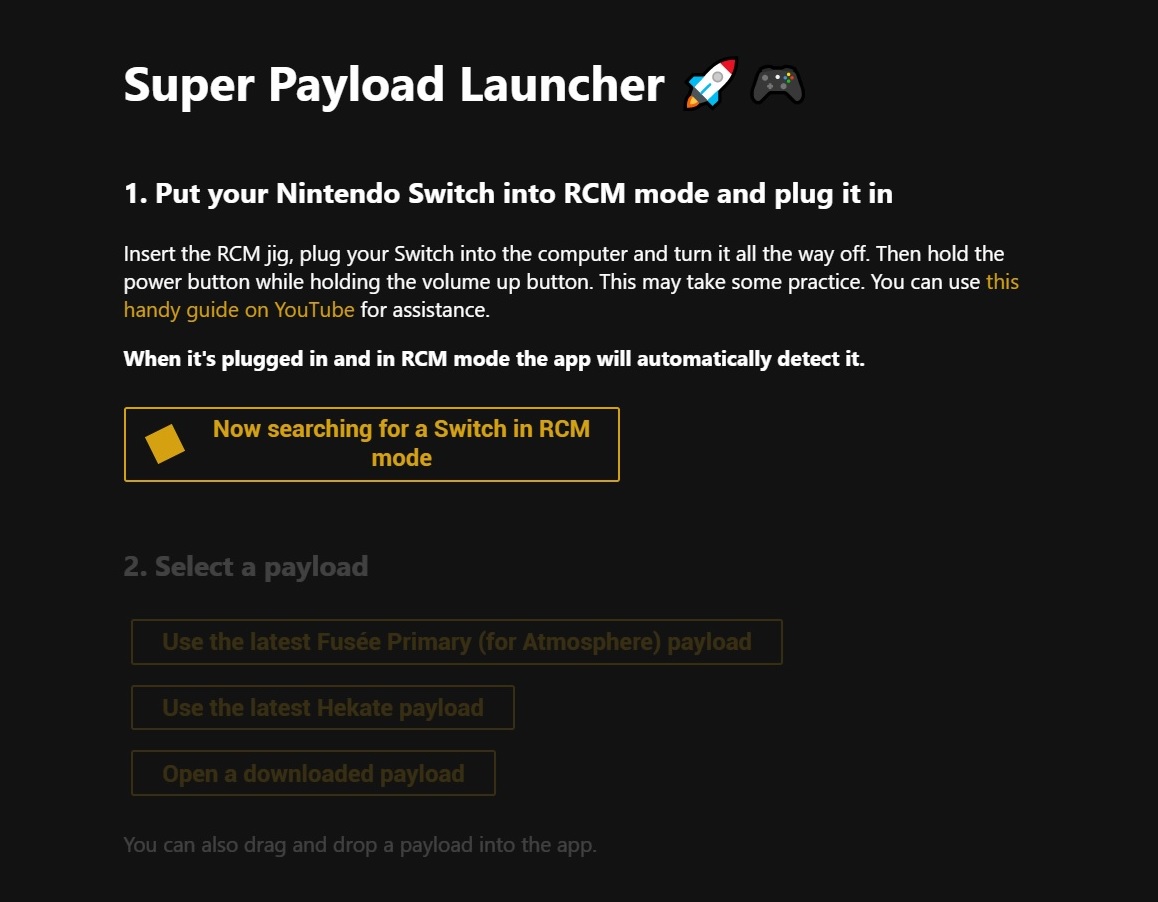 Super Payload Launcher 🚀 🎮
1. Put your Nintendo Switch into RCM mode and plug it in
Insert the RCM jig, plug your Switch into the computer and turn it all the way off. Then hold the
power button while holding the volume up button. This may take some practice. You can use this
handy guide on YouTube for assistance.
When it's plugged in and in RCM mode the app will automatically detect it.
Now searching for a Switch in RCM
mode
2. Select a payload
Use the latest Fusée Primary (for Atmosphere) payload
Use the latest Hekate payload
Open a downloaded payload
You can also drag and drop a payload into the app.